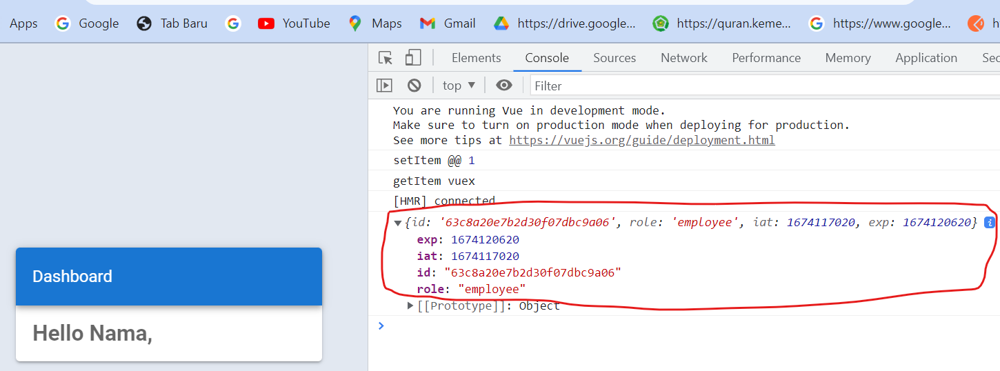 Apps Google Tab Baru YouTube Maps Gmail https://drive.google... https://quran.keme... https://www.google...
Elements Console Sources Network Performance Memory Application Sec
top ▼ Filter
You are running Vue in development mode.
Make sure to turn on production mode when deploying for production.
See more tips at https://vuejs.org/guide/deployment.html
setItem @@ 1
getItem vuex
[HMR] connected
▼{id: '63c8a20e7b2d30f07dbc9a06', role: 'employee', iat: 1674117020, exp: 1674120620} i
exp: 1674120620
iat: 1674117020
id: "63c8a20e7b2d30f07dbc9a06"
role: "employee"
▶[[Prototype]]: Object
>
Dashboard
Hello Nama,